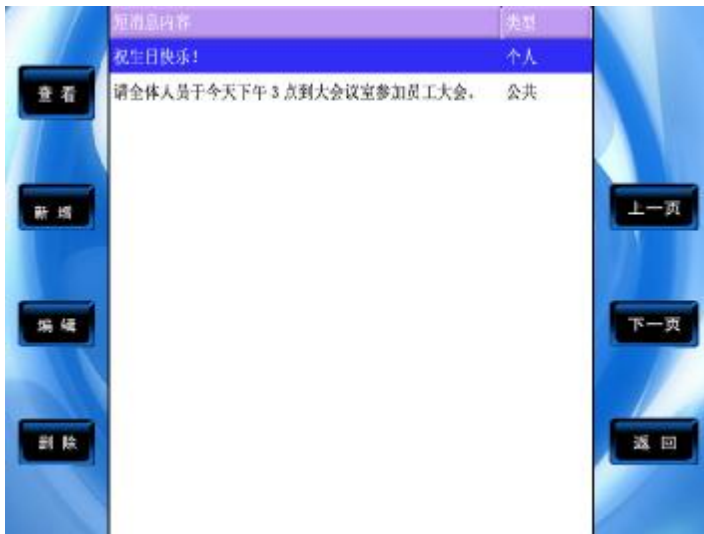 短消息内容 类型
祝生日快乐！ 个人
请全体人员于今天下午 3 点到大会议室参加员工大会. 公共
查看
新增
编辑
删除
上一页
下一页
返回